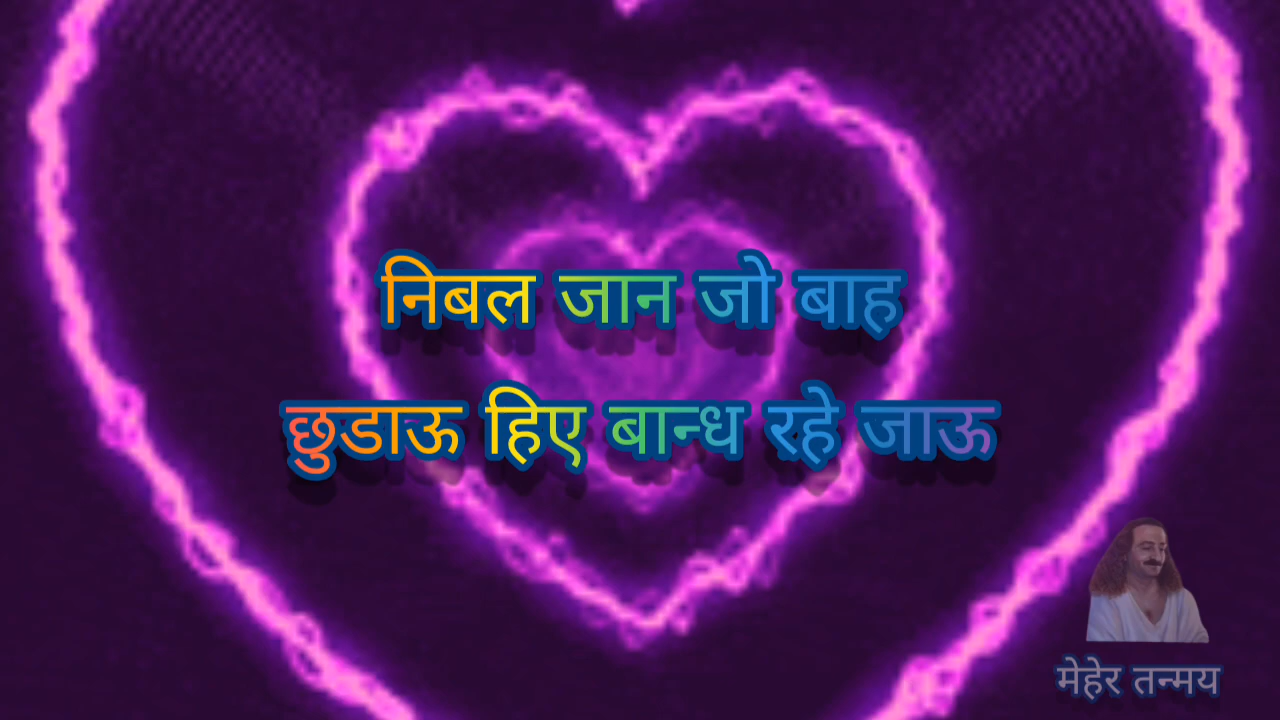 निबल जान जो बाह
छुडाऊ हिए बान्ध रहे जाऊ
मेहेर तन्मय